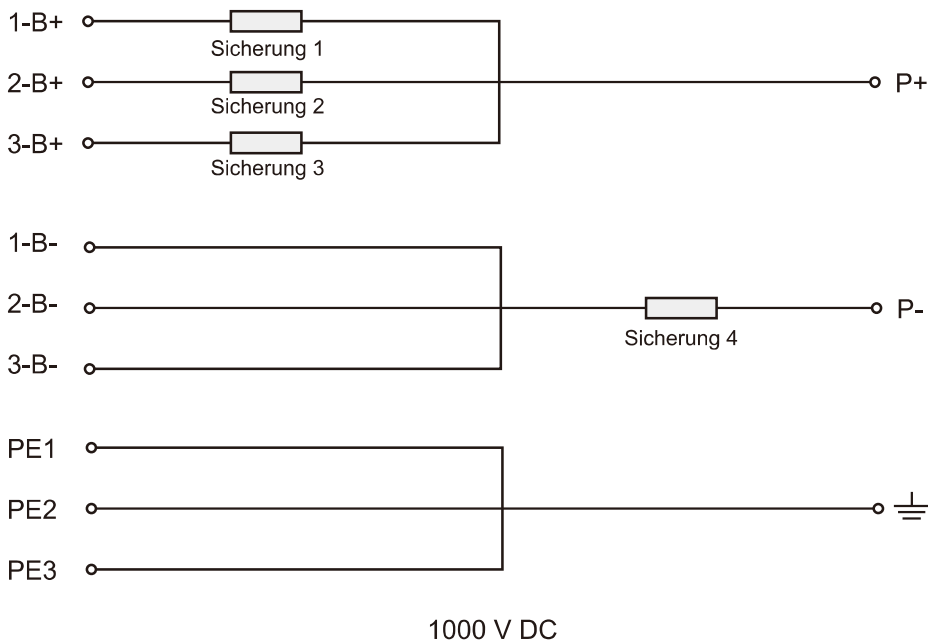 1-B+
Sicherung 1
2-B+
P+
Sicherung 2
3-B+
Sicherung 3
1-B-
2-B-
P-
Sicherung 4
3-B-
PE1
PE2
PE3
1000 V DC